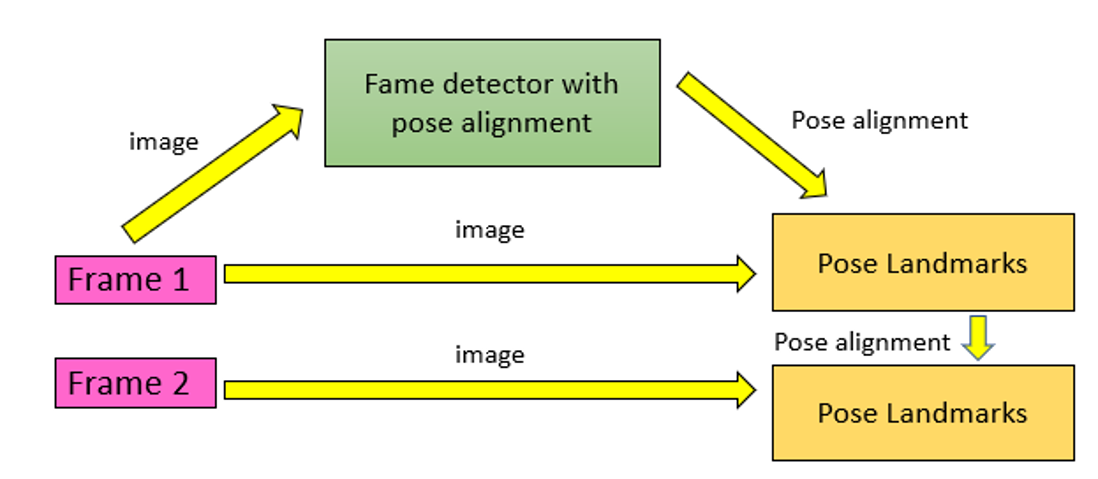 Fame detector with
pose alignment
image
Pose alignment
image
Frame 1
Pose Landmarks
Pose alignment
image
Frame 2
Pose Landmarks